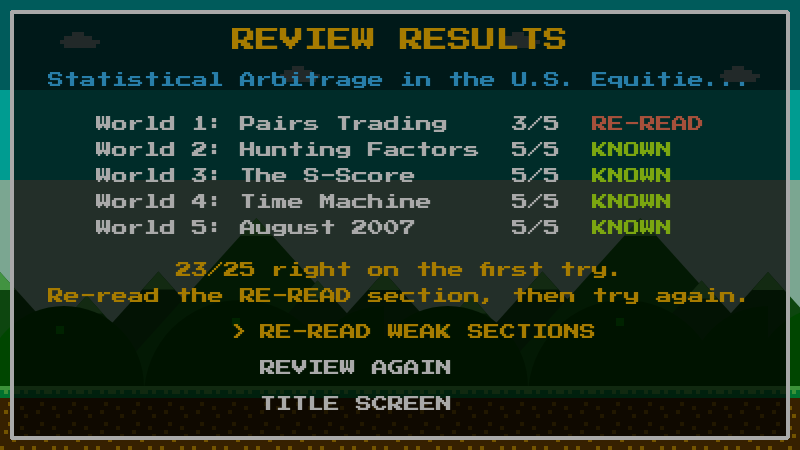 REVIEW RESULTS
Statistical Arbitrage in the U.S. Equitie...
World 1: Pairs Trading 3/5 RE-READ
World 2: Hunting Factors 5/5 KNOWN
World 3: The S-Score 5/5 KNOWN
World 4: Time Machine 5/5 KNOWN
World 5: August 2007 5/5 KNOWN
23/25 right on the first try.
Re-read the RE-READ section, then try again.
> RE-READ WEAK SECTIONS
REVIEW AGAIN
TITLE SCREEN